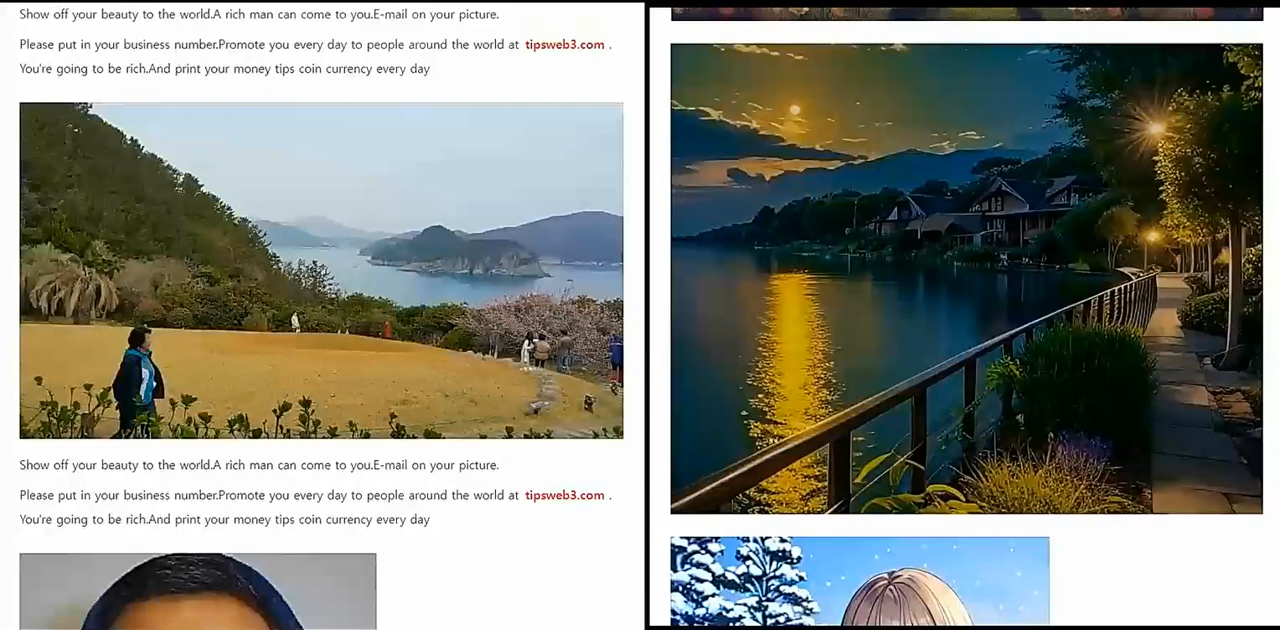 Show off your beauty to the world.A rich man can come to you.E-mail on your picture.
Please put in your business number.Promote you every day to people around the world at tipsweb3.com .
You're going to be rich.And print your money tips coin currency every day
Show off your beauty to the world.A rich man can come to you.E-mail on your picture.
Please put in your business number.Promote you every day to people around the world at tipsweb3.com .
You're going to be rich.And print your money tips coin currency every day